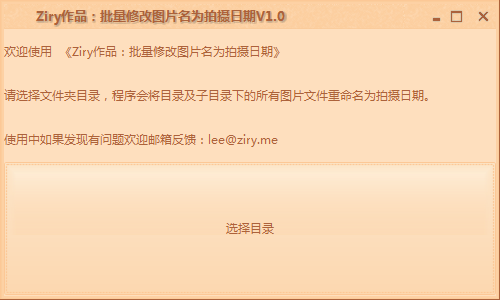 Ziry作品：批量修改图片名为拍摄日期V1.0
欢迎使用 《Ziry作品：批量修改图片名为拍摄日期》
请选择文件夹目录，程序会将目录及子目录下的所有图片文件重命名为拍摄日期。
使用中如果发现有问题欢迎邮箱反馈：lee@ziry.me
选择目录